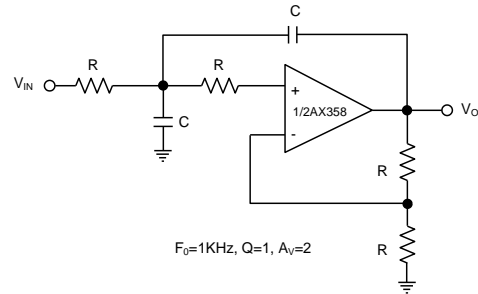 C
R
R
V_IN
+
1/2AX358
V_O
C
-
R
R
F_0=1KHz, Q=1, A_V=2